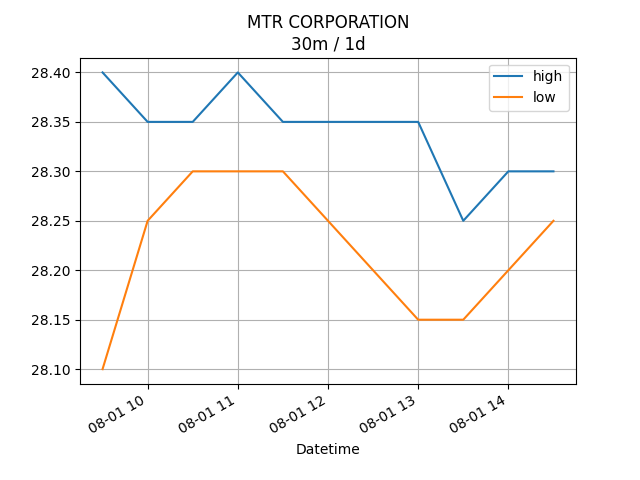 MTR CORPORATION
30m / 1d
high
low
28.40
28.35
28.30
28.25
28.20
28.15
28.10
08-01 10
08-01 11
08-01 12
08-01 13
08-01 14
Datetime